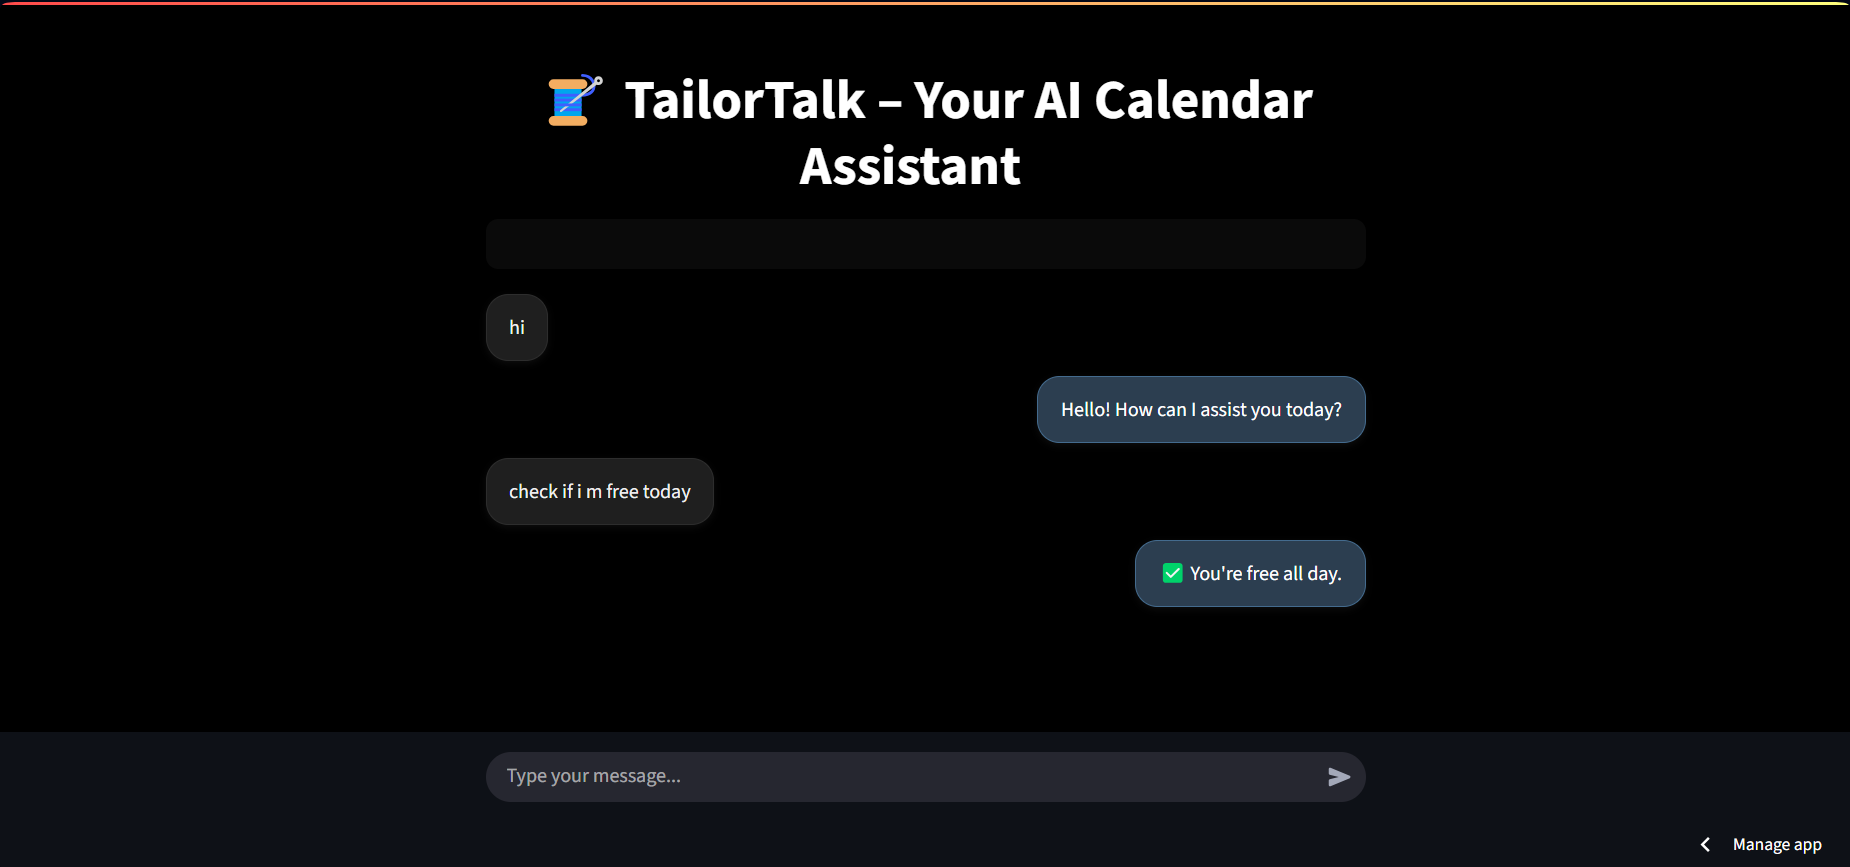 TailorTalk – Your AI Calendar
Assistant
hi
Hello! How can I assist you today?
check if i m free today
✅ You're free all day.
Type your message...
Manage app